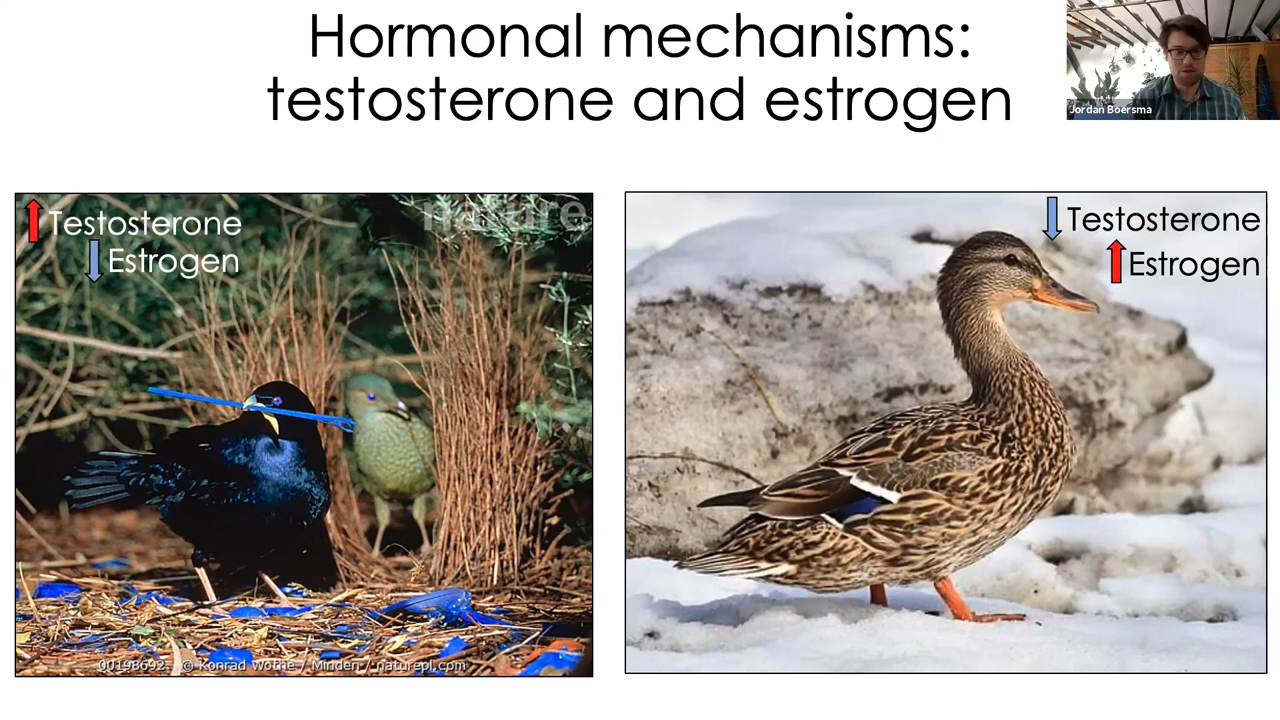 Hormonal mechanisms:
testosterone and estrogen
Jordan Boersma
Testosterone
Estrogen
nature
Testosterone
Estrogen
00198692 © Konrad Wothe / Minden / naturepl.com